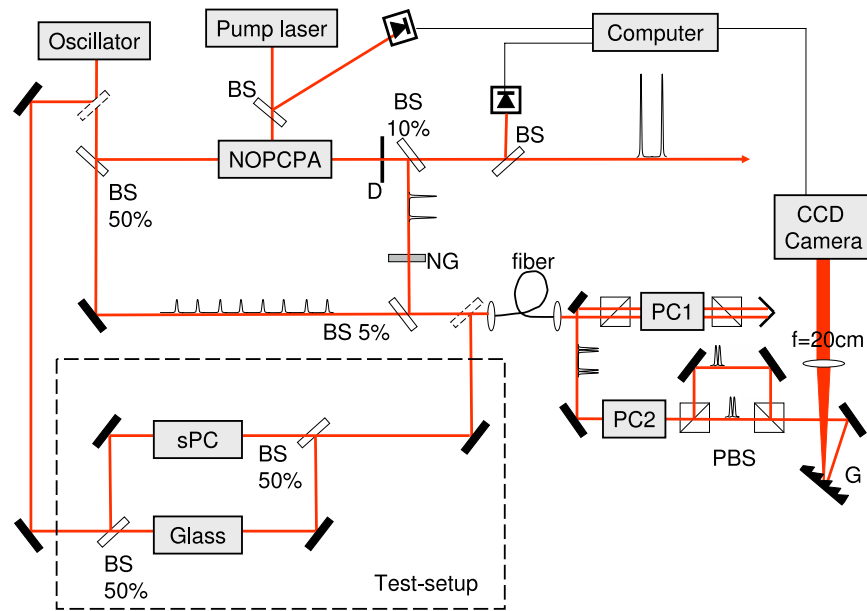 Oscillator
Pump laser
Computer
BS
BS
10%
BS
NOPCPA
D
BS
50%
CCD
Camera
NG
fiber
BS 5%
PC1
f=20cm
PC2
PBS
G
sPC
BS
50%
Glass
BS
50%
Test-setup